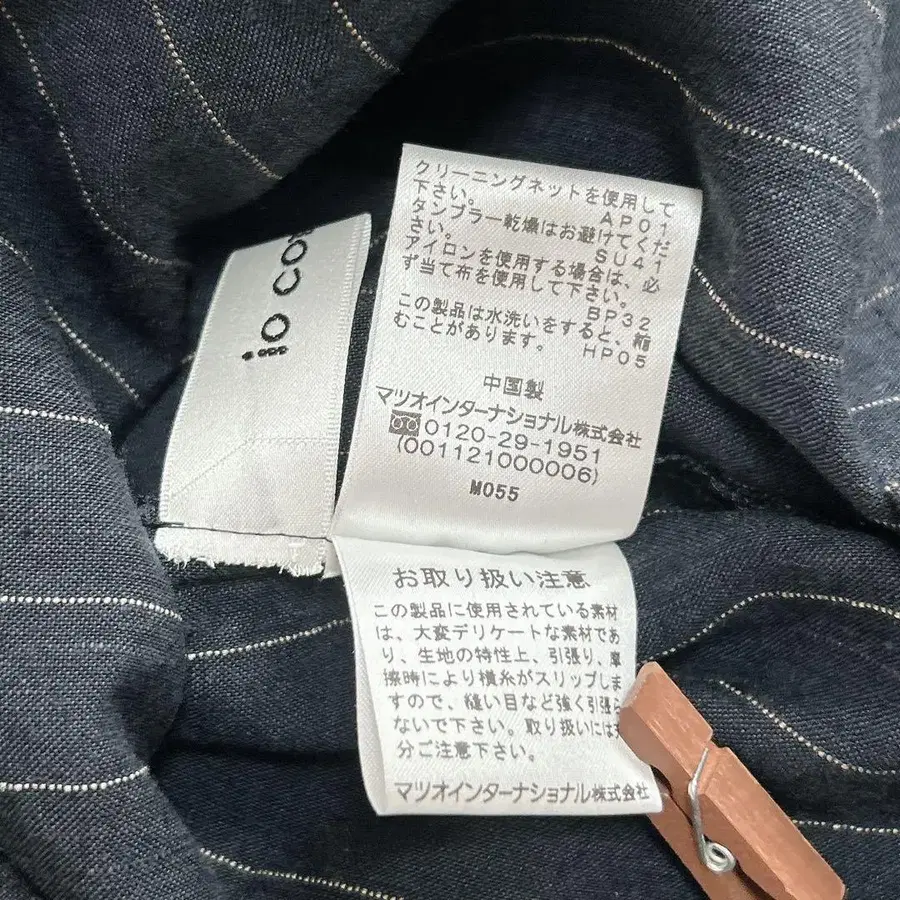 io co
クリーニングネットを使用して
下さい。 AP01
タンブラー乾燥はお避けてくだ
さい。 SU41
アイロンを使用する場合は、必
ず当て布を使用して下さい。
BP32
この製品は水洗いをすると、縮
むことがあります。 HP05
中国製
マツオインターナショナル株式会社
0120-29-1951
(001121000006)
M055
お取り扱い注意
この製品に使用されている素材
は、大変デリケートな素材であ
り、生地の特性上、引張り、摩
擦時により横糸がスリップしま
すので、縫い目など強く引張ら
ないで下さい。取り扱いには充
分ご注意下さい。
マツオインターナショナル株式会社